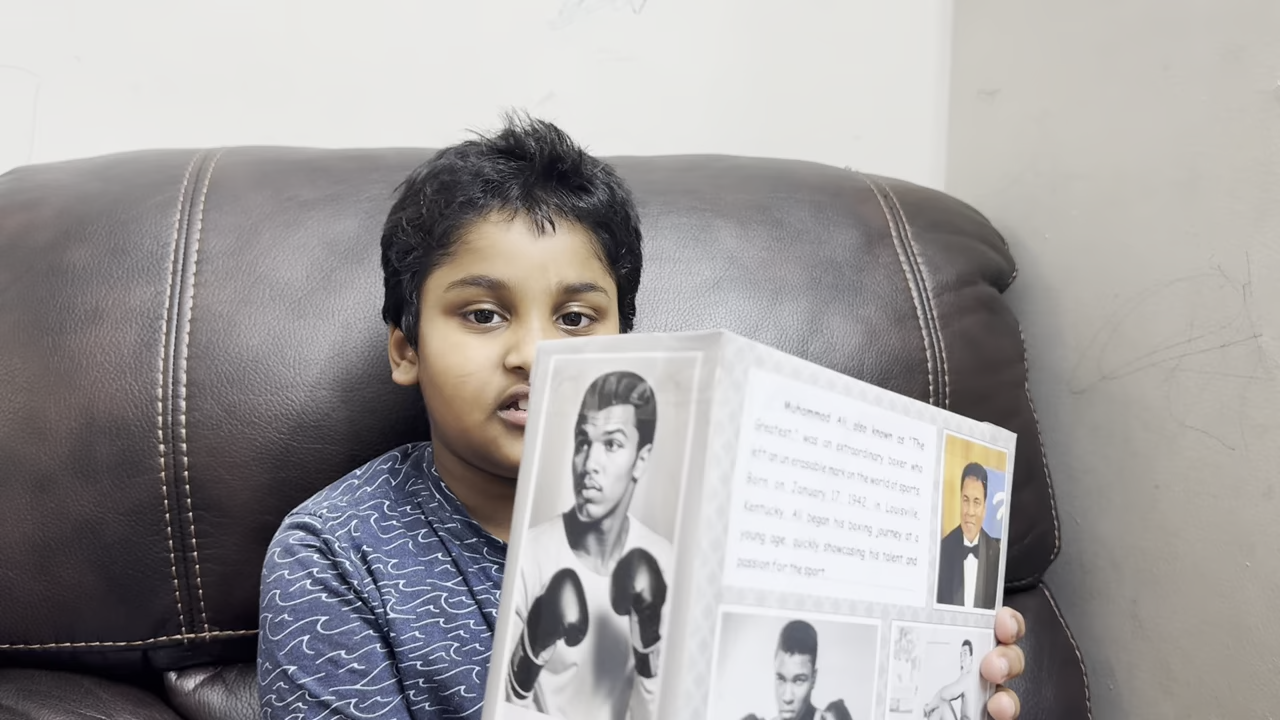 Muhammad Ali, also known as "The
Greatest," was an extraordinary boxer who
left an un erasable mark on the world of sports.
Born on January 17, 1942, in Louisville,
Kentucky, Ali began his boxing journey at a
young age, quickly showcasing his talent and
passion for the sport.